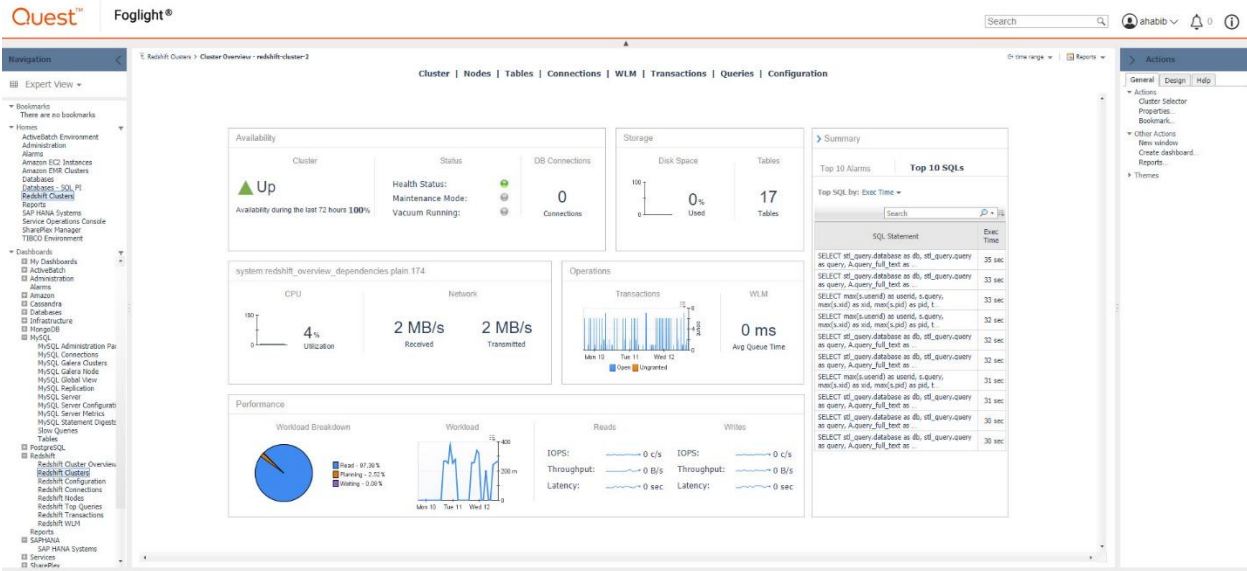 Quest™
Foglight®
Search
ahabib
0
Navigation
Redshift Clusters > Cluster Overview - redshift-cluster-2
time range
Reports
Actions
Expert View
Cluster | Nodes | Tables | Connections | WLM | Transactions | Queries | Configuration
General Design Help
Bookmarks
There are no bookmarks
Homes
ActiveBatch Environment
Administration
Alarms
Amazon EC2 Instances
Amazon EMR Clusters
Databases
Databases - SQL PI
Redshift Clusters
Reports
SAP HANA Systems
Service Operations Console
SharePlex Manager
TIBCO Environment
Dashboards
My Dashboards
ActiveBatch
Administration
Alarms
Amazon
Cassandra
Databases
Infrastructure
MongoDB
MySQL
MySQL Administration Pa
MySQL Connections
MySQL Galera Clusters
MySQL Galera Node
MySQL Global View
MySQL Replication
MySQL Server
MySQL Server Configurati
MySQL Server Metrics
MySQL Statement Digests
Slow Queries
Tables
PostgreSQL
Redshift
Redshift Cluster Overview
Redshift Clusters
Redshift Configuration
Redshift Connections
Redshift Nodes
Redshift Top Queries
Redshift Transactions
Redshift WLM
Reports
SAPHANA
SAP HANA Systems
Services
SharePlex
Availability
Cluster
Up
Availability during the last 72 hours 100%
Status
Health Status:
Maintenance Mode:
Vacuum Running:
DB Connections
0
Connections
Storage
Disk Space
100
0
0%
Used
Tables
17
Tables
system:redshift_overview_dependencies.plain.174
CPU
4%
Utilization
Network
2 MB/s
Received
2 MB/s
Transmitted
Operations
Transactions
Mon 10 Tue 11 Wed 12
Open Ungranted
WLM
0 ms
Avg Queue Time
Performance
Workload Breakdown
Planning - 2.52%
Workload
400
200 m
0
Mon 10 Tue 11 Wed 12
Reads
IOPS: 0 c/s
Throughput: 0 B/s
Latency: 0 sec
Writes
IOPS: 0 c/s
Throughput: 0 B/s
Latency: 0 sec
Summary
Top 10 Alarms Top 10 SQLs
Top SQL by: Exec Time
Search
SQL Statement Exec Time
SELECT stl_query.database as db, stl_query.query
as query, A.query_full_text as ... 35 sec
SELECT stl_query.database as db, stl_query.query
as query, A.query_full_text as ... 33 sec
SELECT max(s.userid) as userid, s.query,
max(s.xid) as xid, max(s.pid) as pid, t... 33 sec
SELECT max(s.userid) as userid, s.query,
max(s.xid) as xid, max(s.pid) as pid, t... 32 sec
SELECT stl_query.database as db, stl_query.query
as query, A.query_full_text as ... 32 sec
SELECT stl_query.database as db, stl_query.query
as query, A.query_full_text as ... 32 sec
SELECT max(s.userid) as userid, s.query,
max(s.xid) as xid, max(s.pid) as pid, t... 31 sec
SELECT stl_query.database as db, stl_query.query
as query, A.query_full_text as ... 31 sec
SELECT stl_query.database as db, stl_query.query
as query, A.query_full_text as ... 30 sec
SELECT stl_query.database as db, stl_query.query
as query, A.query_full_text as ... 30 sec
Actions
Cluster Selector
Properties...
Bookmark...
Other Actions
New window
Create dashboard...
Reports...
Themes